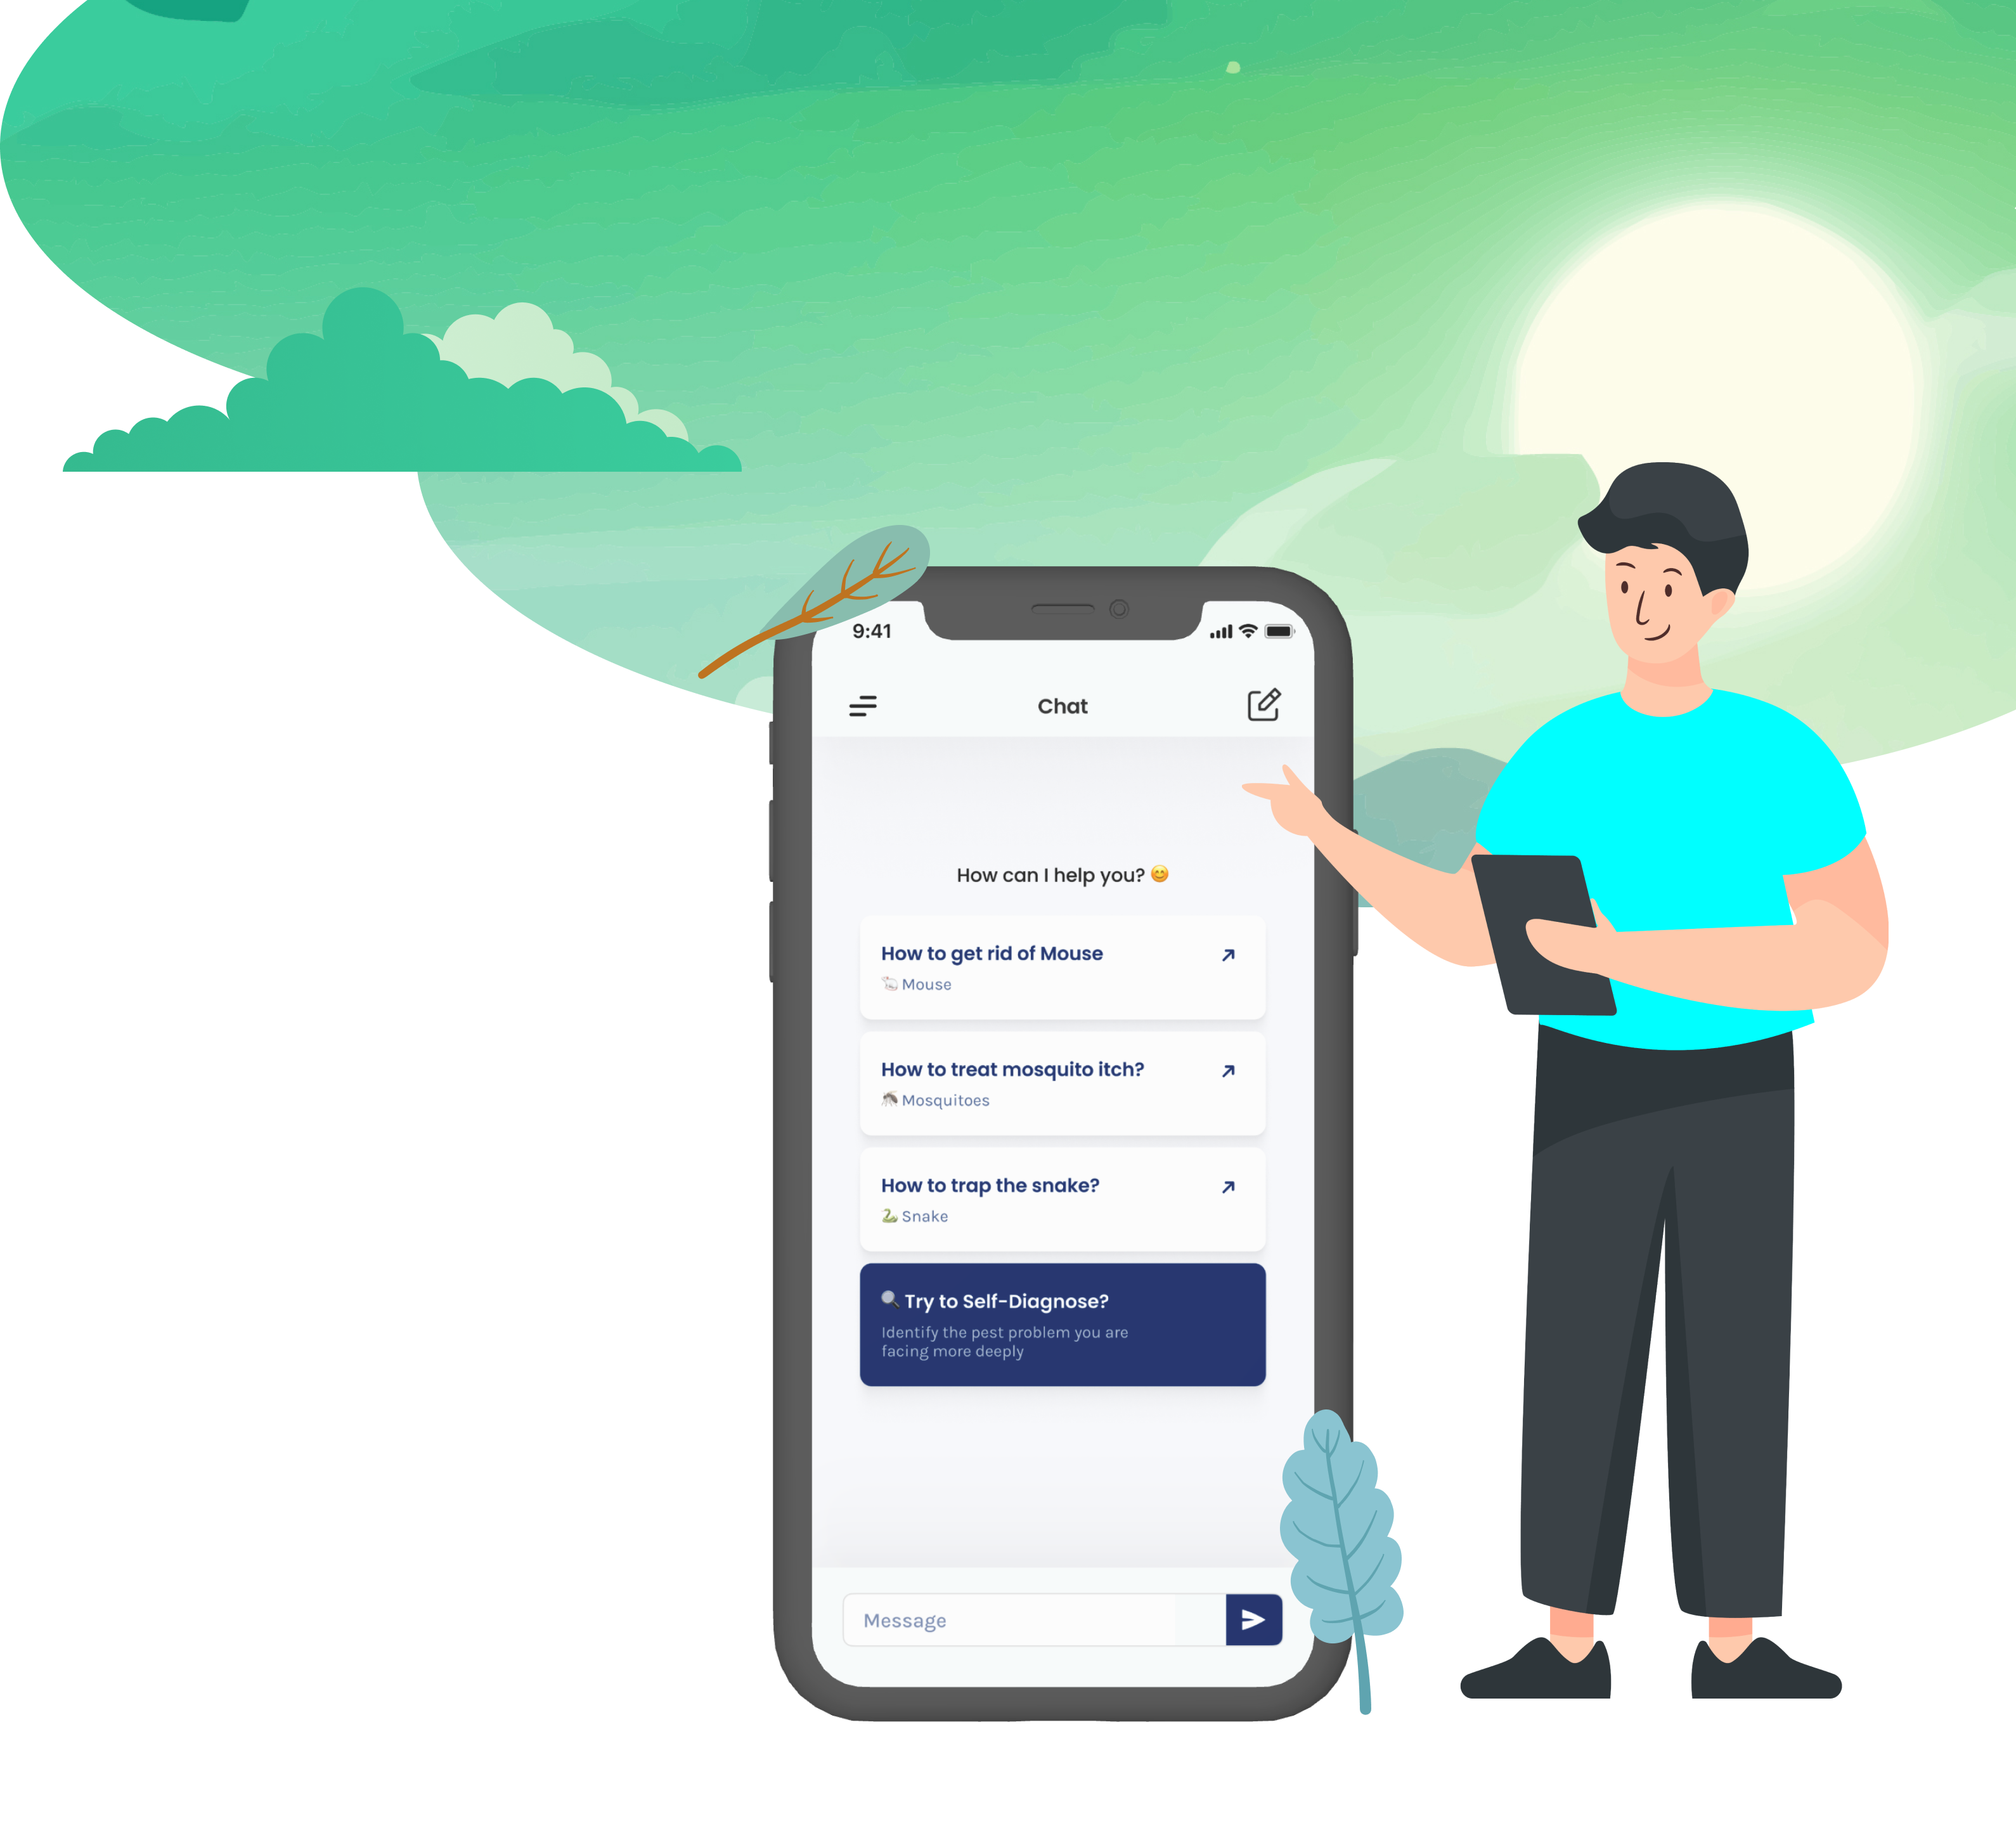 9:41
Chat
How can I help you? 😊
How to get rid of Mouse
🐁 Mouse
How to treat mosquito itch?
🦟 Mosquitoes
How to trap the snake?
🐍 Snake
🔍 Try to Self-Diagnose?
Identify the pest problem you are
facing more deeply
Message